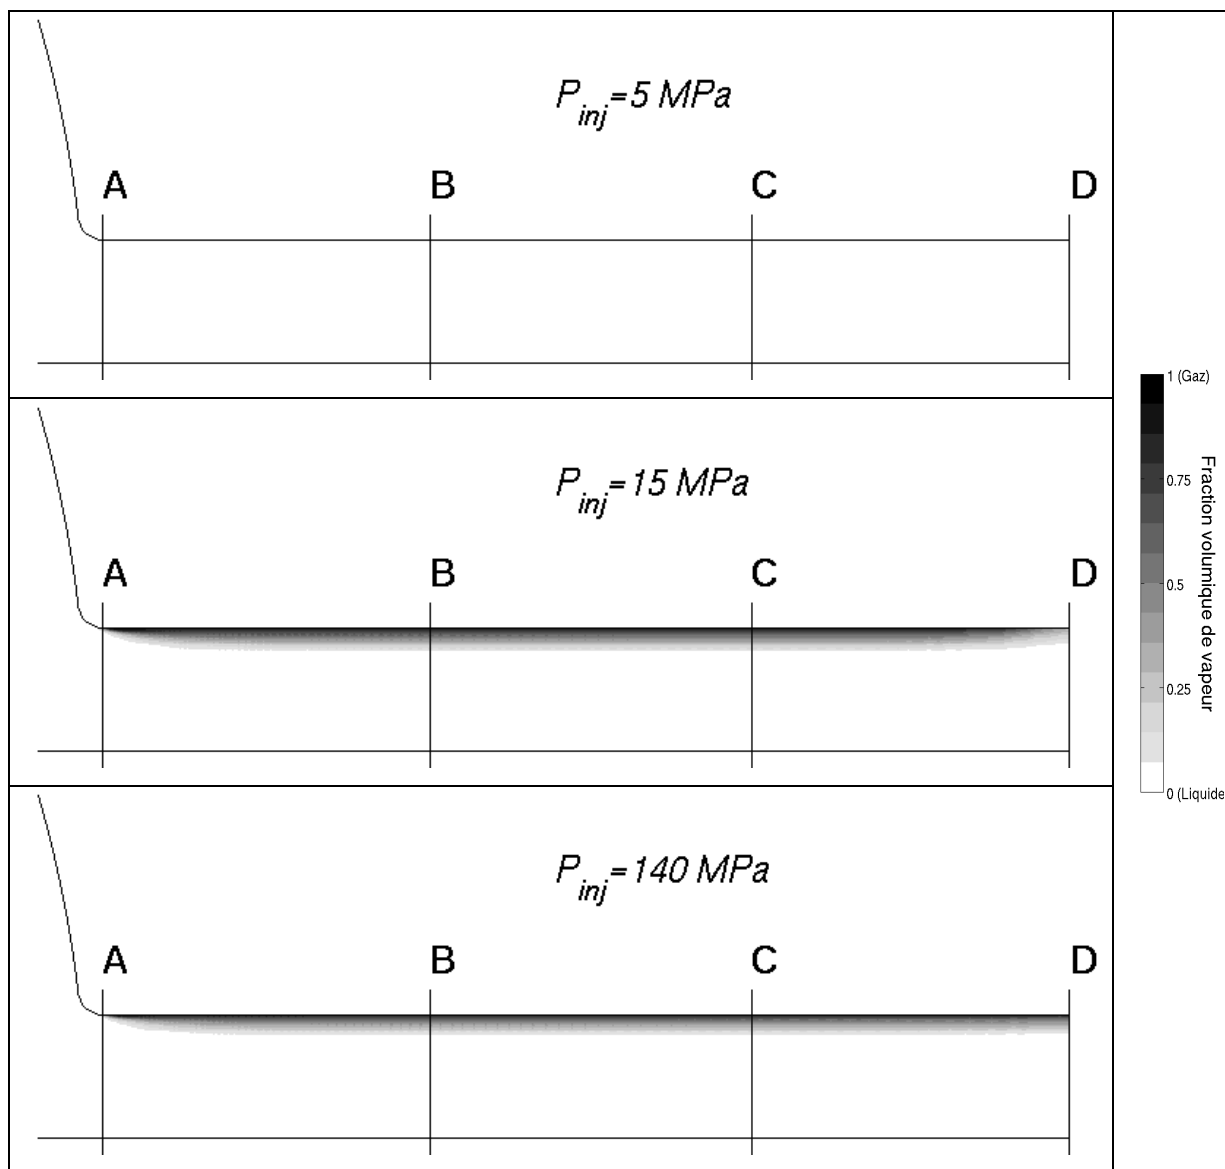 P_inj=5 MPa
A B C D
P_inj=15 MPa
A B C D
P_inj=140 MPa
A B C D
1 (Gaz)
0.75
0.5
0.25
0 (Liquide
Fraction volumique de vapeur